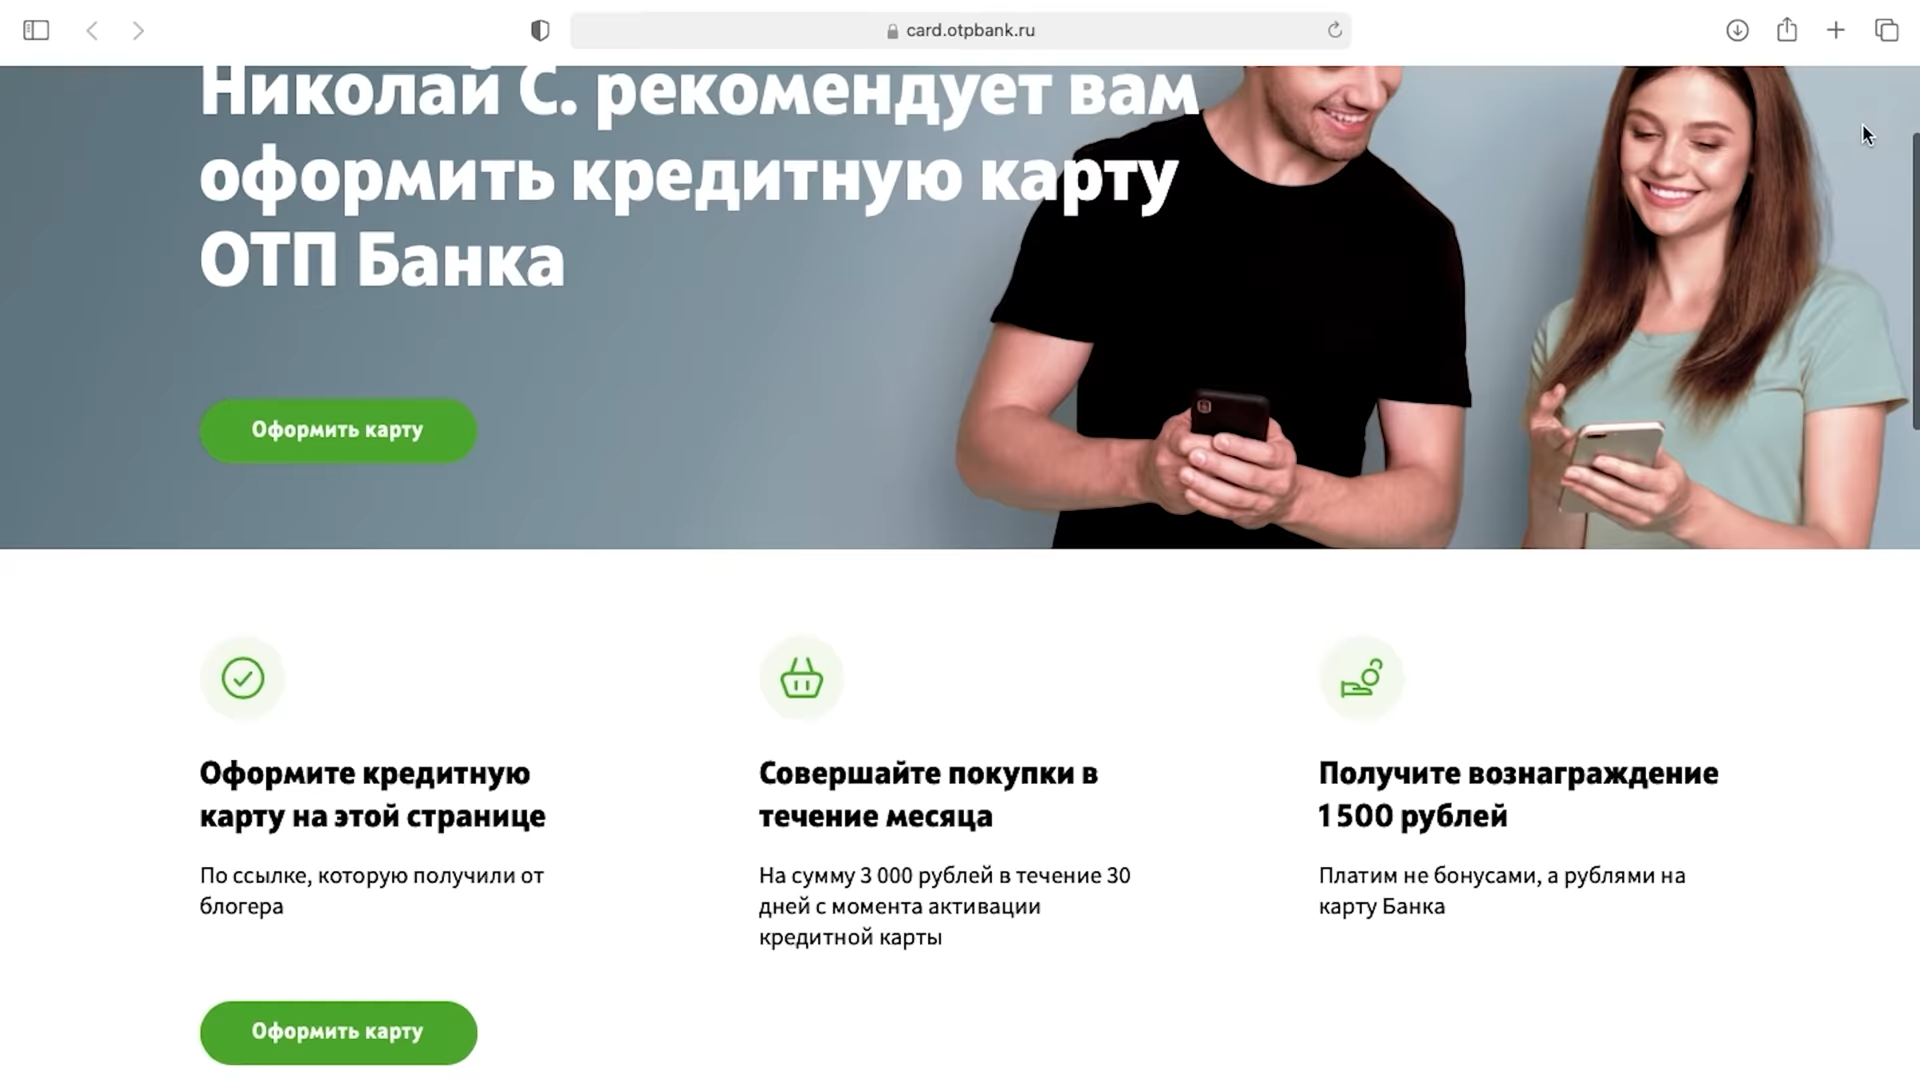 card.otpbank.ru
Николай С. рекомендует вам
оформить кредитную карту
ОТП Банка
Оформить карту
Оформите кредитную
карту на этой странице
По ссылке, которую получили от
блогера
Совершайте покупки в
течение месяца
На сумму 3 000 рублей в течение 30
дней с момента активации
кредитной карты
Получите вознаграждение
1 500 рублей
Платим не бонусами, а рублями на
карту Банка
Оформить карту